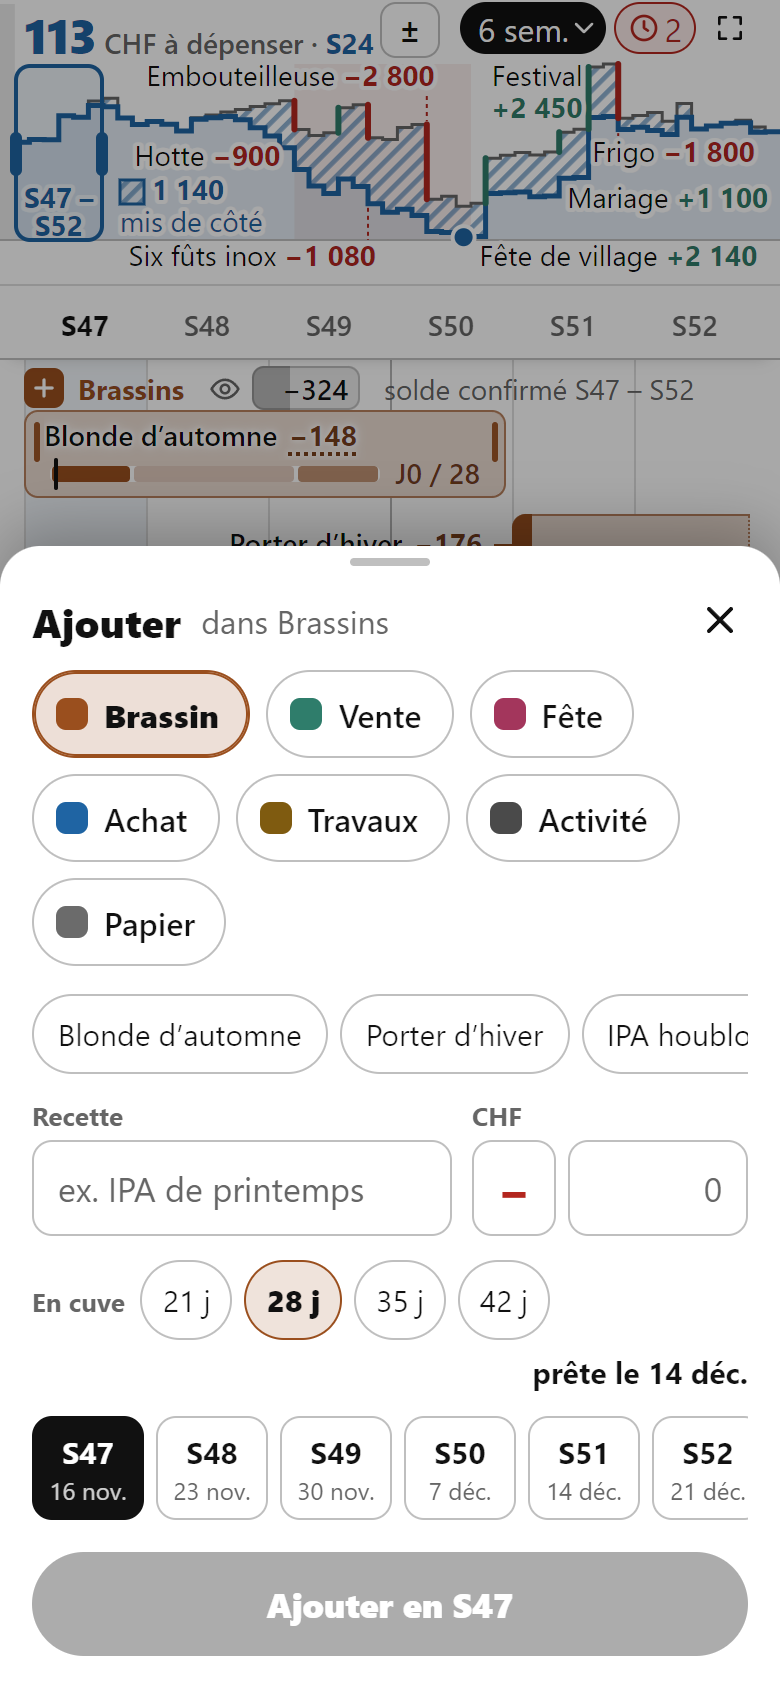 113 CHF à dépenser · S24 ± 6 sem. 2
Embouteilleuse −2 800
Festival
+2 450
Hotte −900
Frigo −1 800
1 140
mis de côté
S47 –
S52
Mariage +1 100
Six fûts inox −1 080
Fête de village +2 140
S47 S48 S49 S50 S51 S52
+ Brassins −324 solde confirmé S47 – S52
Blonde d’automne −148
J0 / 28
Porter d’hiver −176
Ajouter dans Brassins
Brassin Vente Fête
Achat Travaux Activité
Papier
Blonde d’automne Porter d’hiver IPA houblo
Recette CHF
ex. IPA de printemps − 0
En cuve 21 j 28 j 35 j 42 j
prête le 14 déc.
S47 S48 S49 S50 S51 S52
16 nov. 23 nov. 30 nov. 7 déc. 14 déc. 21 déc.
Ajouter en S47